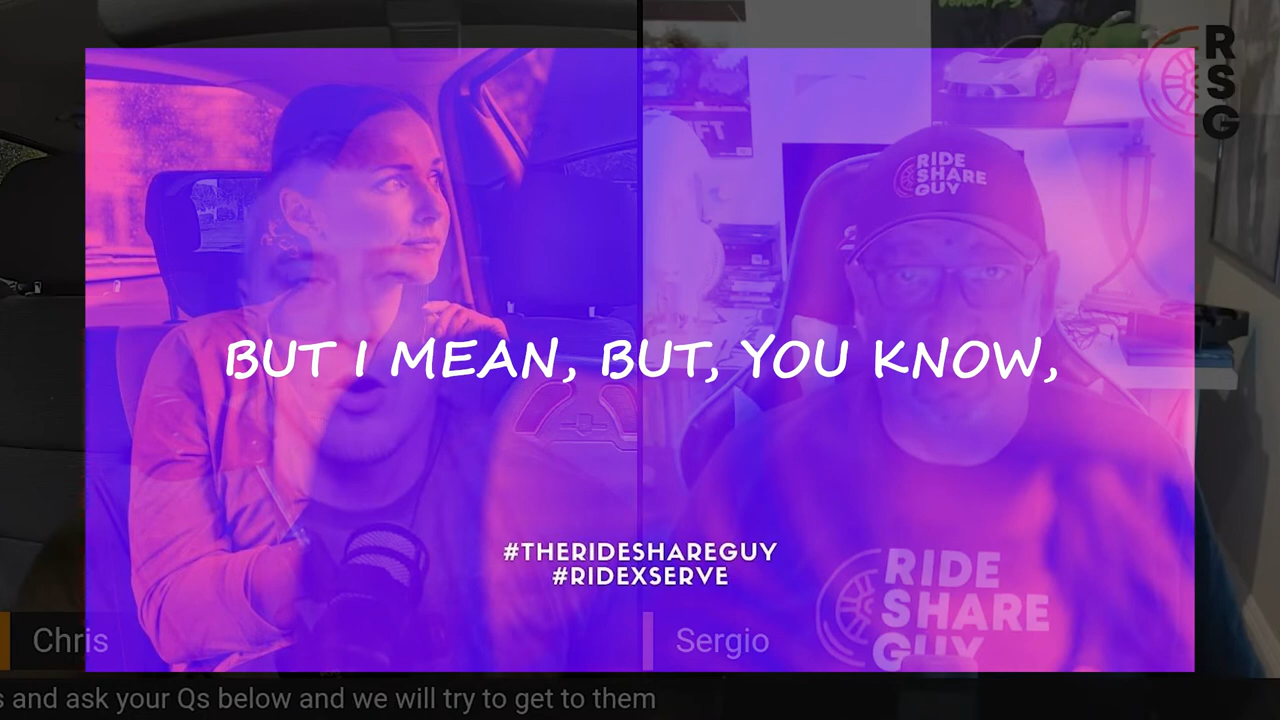 R
S
G
FT
RIDE
SHARE
GUY
BUT I MEAN, BUT, YOU KNOW,
#THERIDESHAREGUY
#RIDEXSERVE
RIDE
SHARE
GUY
Chris
Sergio
s and ask your Qs below and we will try to get to them